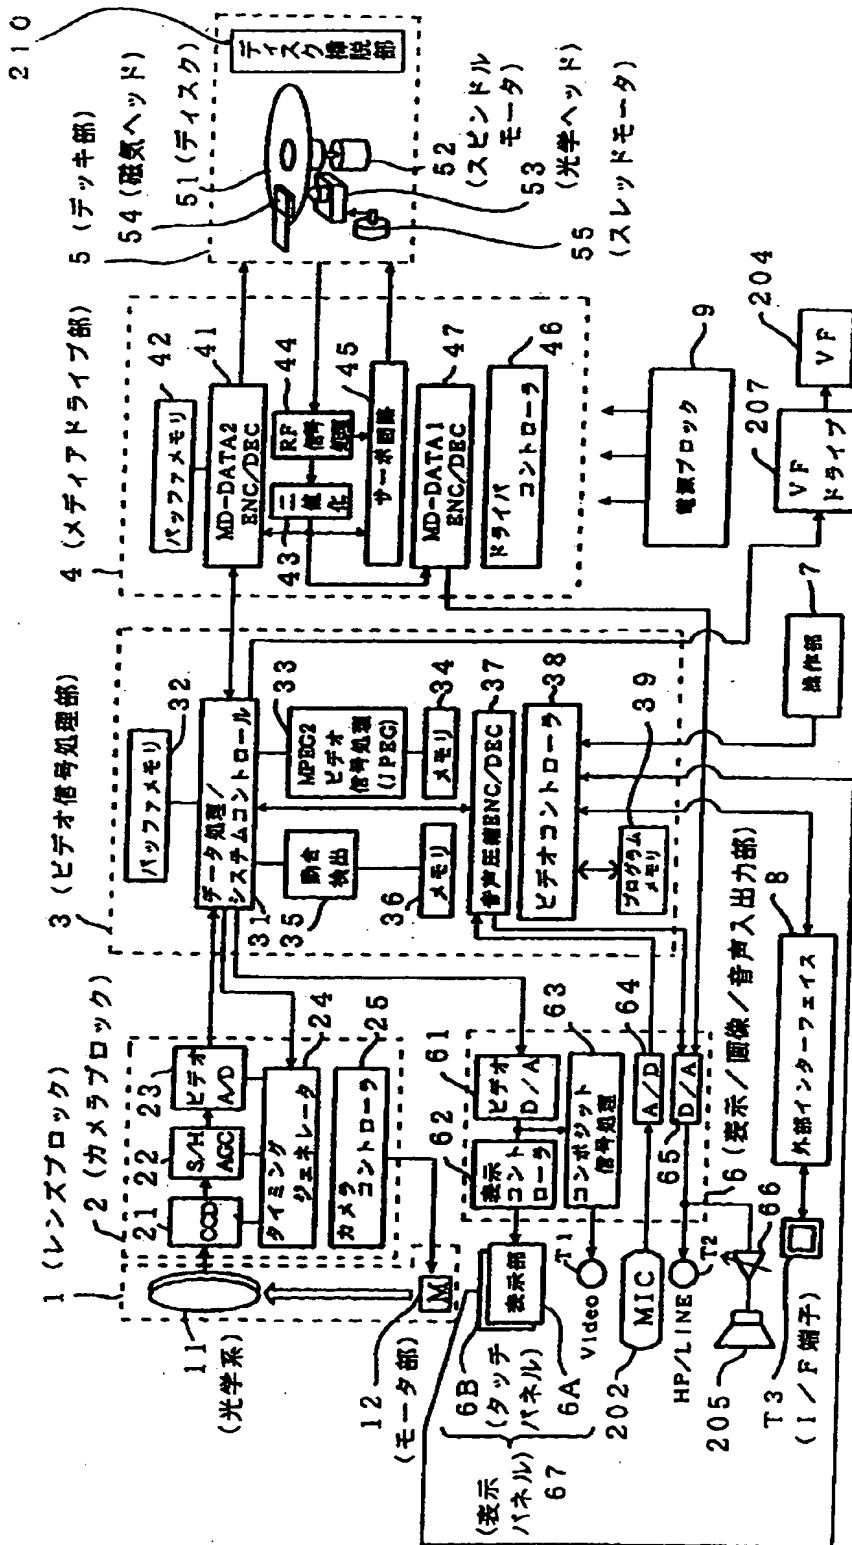 1 (レンズブロック)
2 (カメラブロック)
3 (ビデオ信号処理部)
4 (メディアドライブ部)
5 (デッキ部)
54 (磁気ヘッド)
51 (ディスク)
210
11
(光学系)
12
(モータ部)
M
21
CCD
22
S/H
AGC
23
ビデオ
A/D
24
タイミング
ジェネレータ
25
カメラ
コントローラ
32
バッファメモリ
データ処理/
システムコントロール
31
33
MPEG2
ビデオ
信号処理
(JPEG)
34
メモリ
35
動き
検出
36
メモリ
37
音声圧縮ENC/DEC
38
ビデオコントローラ
39
プログラム
メモリ
42
バッファメモリ
41
MD-DATA2
ENC/DEC
44
RF
信号
処理
43
二値化
45
サーボ回路
47
MD-DATA1
ENC/DEC
46
ドライバ
コントローラ
ディスク着脱部
52
(スピンドル
モータ)
53
(光学ヘッド)
55
(スレッドモータ)
61
ビデオ
D/A
62
表示
コント
ローラ
63
コンポジット
信号処理
64
A/D
65
D/A
6 (表示/画像/音声入出力部)
66
6B
(タッチ
パネル)
6A
表示部
(表示
パネル)
67
T1
Video
202
MIC
T2
HP/LINE
205
T3
(I/F端子)
8
外部インターフェイス
7
操作部
9
電源ブロック
207
VF
ドライブ
204
VF